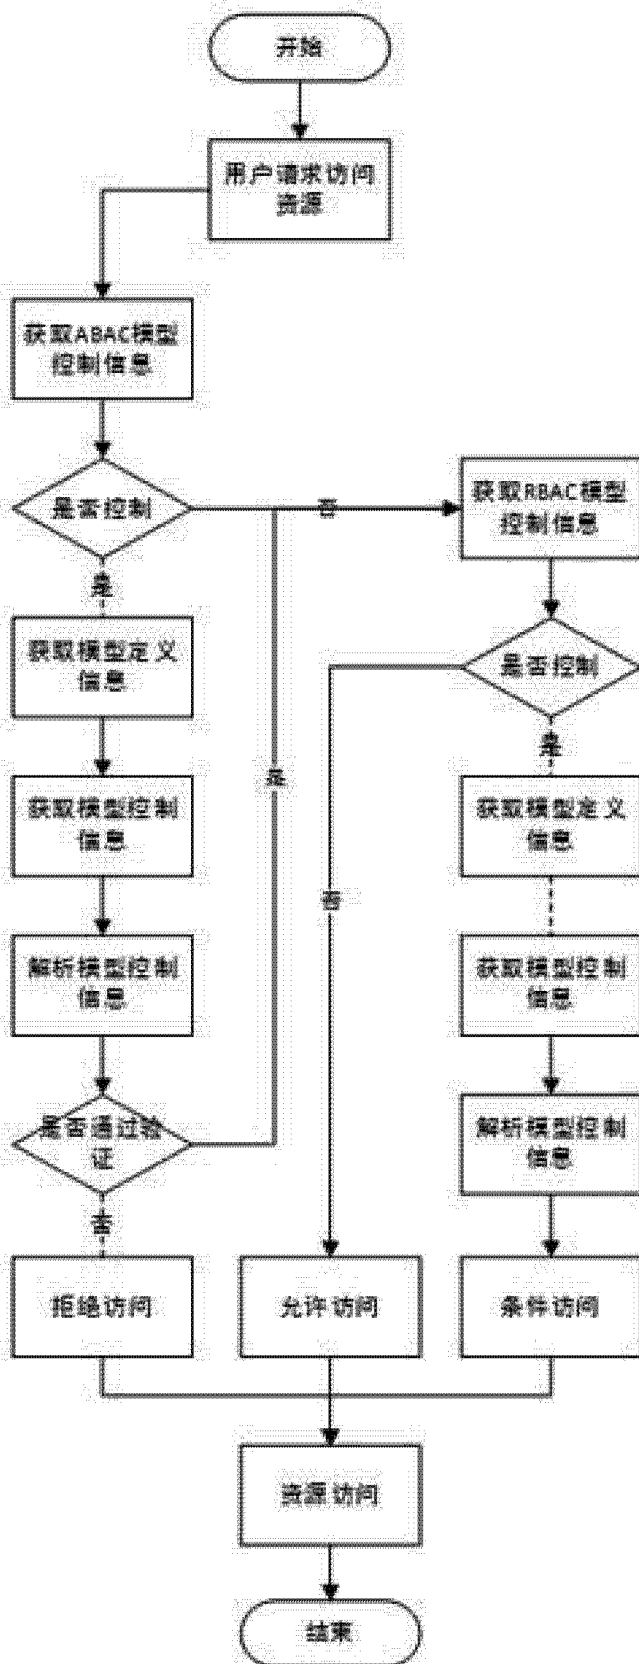 开始
用户请求访问
资源
获取ABAC模型
控制信息
是否控制
否
获取RBAC模型
控制信息
是
获取模型定义
信息
是否控制
是
获取模型控制
信息
是
获取模型定义
信息
否
解析模型控制
信息
获取模型控制
信息
是否通过验
证
解析模型控制
信息
否
拒绝访问
允许访问
条件访问
资源访问
结束